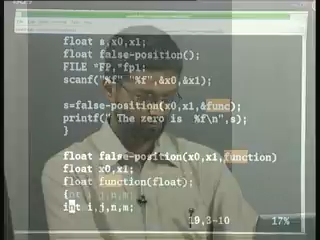 float s,x0,x1;
float false-position();
FILE *FP,*fp1;
scanf("%f" "%f",&x0,&x1);
s=false-position(x0,x1,&func);
printf(" The zero is %f\n",s);
}
float false-position(x0,x1,function)
float x0,x1;
float function(float);
{int j,n,m;
int i,j,n,m;
19,3-10 17%